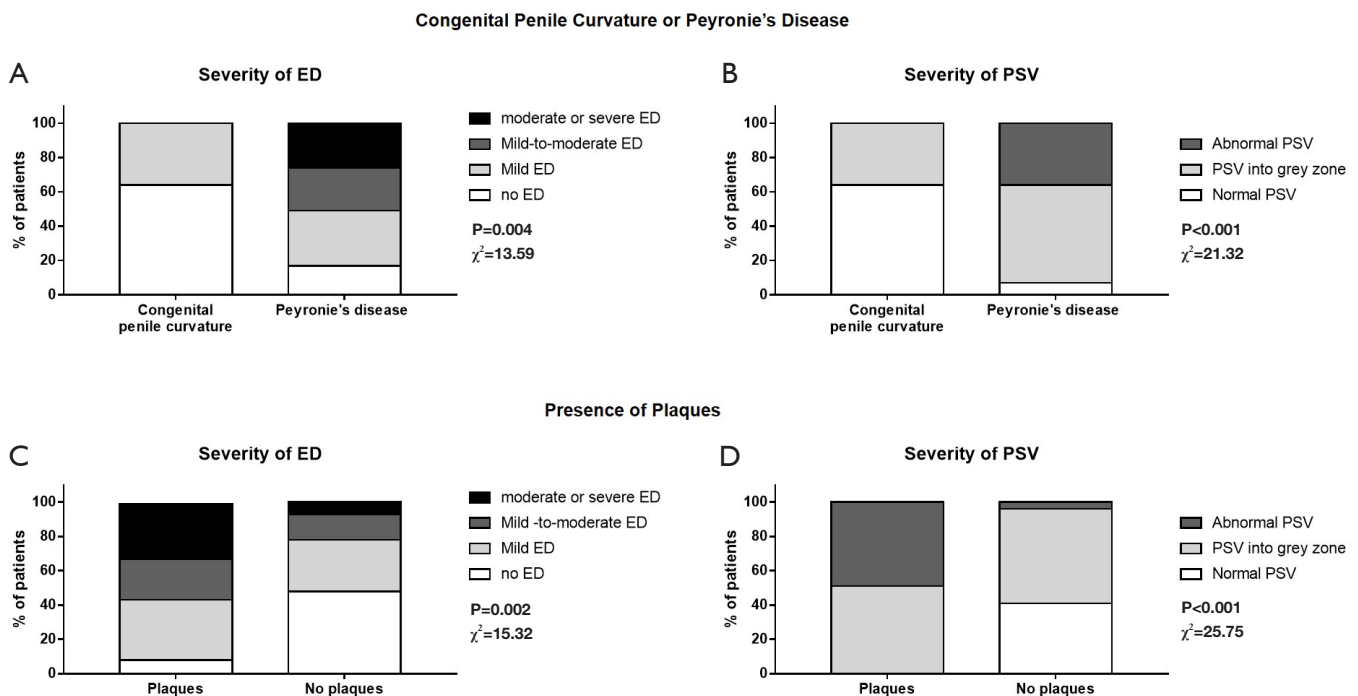 Congenital Penile Curvature or Peyronie's Disease
A
Severity of ED
% of patients
100
80
60
40
20
0
Congenital
penile curvature
Peyronie's disease
moderate or severe ED
Mild-to-moderate ED
Mild ED
no ED
P=0.004
χ²=13.59
B
Severity of PSV
% of patients
100
80
60
40
20
0
Congenital
penile curvature
Peyronie's disease
Abnormal PSV
PSV into grey zone
Normal PSV
P<0.001
χ²=21.32
Presence of Plaques
C
Severity of ED
% of patients
100
80
60
40
20
0
Plaques
No plaques
moderate or severe ED
Mild -to-moderate ED
Mild ED
no ED
P=0.002
χ²=15.32
D
Severity of PSV
% of patients
100
80
60
40
20
0
Plaques
No plaques
Abnormal PSV
PSV into grey zone
Normal PSV
P<0.001
χ²=25.75